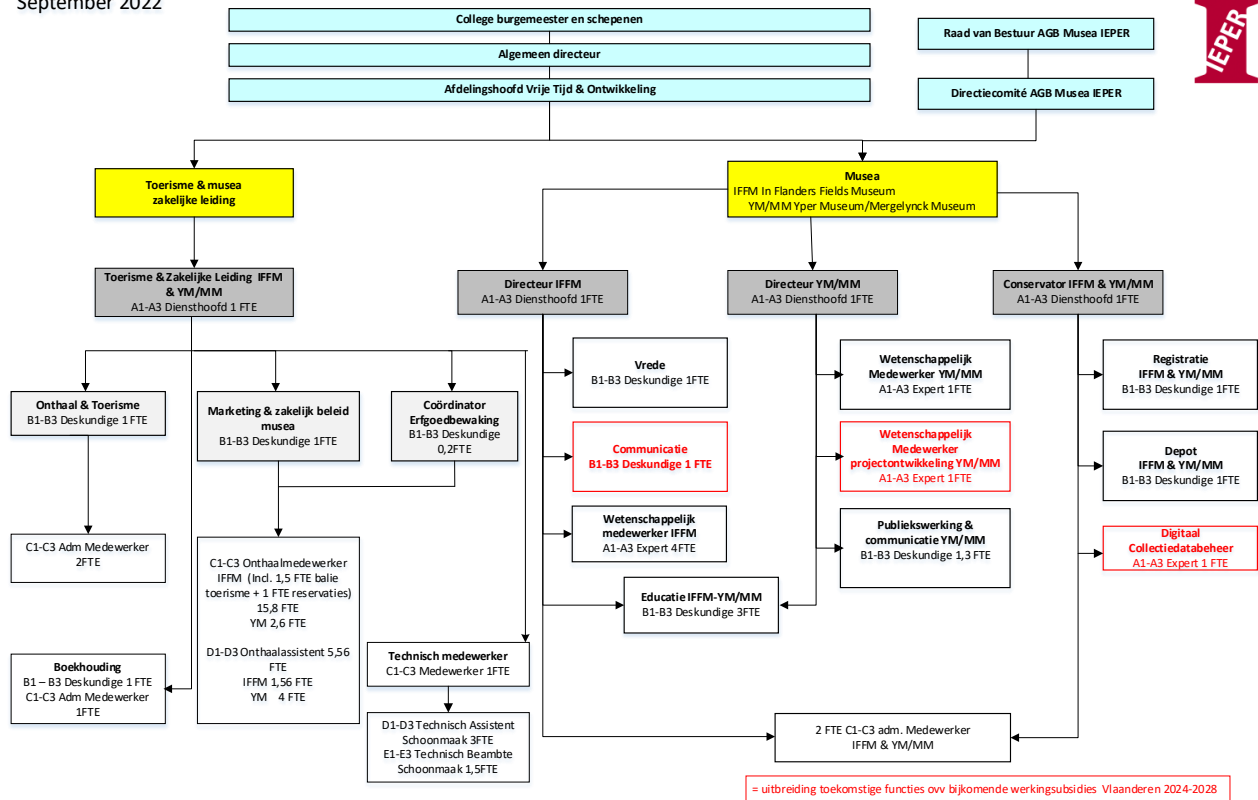 September 2022
College burgemeester en schepenen
Algemeen directeur
Afdelingshoofd Vrije Tijd & Ontwikkeling
Raad van Bestuur AGB Musea IEPER
Directiecomité AGB Musea IEPER
IEPER
Toerisme & musea
zakelijke leiding
Musea
IFFM In Flanders Fields Museum
YM/MM Yper Museum/Mergelynck Museum
Toerisme & Zakelijke Leiding IFFM
& YM/MM
A1-A3 Diensthoofd 1 FTE
Directeur IFFM
A1-A3 Diensthoofd 1FTE
Directeur YM/MM
A1-A3 Diensthoofd 1FTE
Conservator IFFM & YM/MM
A1-A3 Diensthoofd 1FTE
Onthaal & Toerisme
B1-B3 Deskundige 1 FTE
Marketing & zakelijk beleid
musea
B1-B3 Deskundige 1FTE
Coördinator
Erfgoedbewaking
B1-B3 Deskundige
0,2FTE
Vrede
B1-B3 Deskundige 1FTE
Wetenschappelijk
Medewerker YM/MM
A1-A3 Expert 1FTE
Registratie
IFFM & YM/MM
B1-B3 Deskundige 1FTE
Communicatie
B1-B3 Deskundige 1 FTE
Wetenschappelijk
Medewerker
projectontwikkeling YM/MM
A1-A3 Expert 1FTE
Depot
IFFM & YM/MM
B1-B3 Deskundige 1FTE
C1-C3 Adm Medewerker
2FTE
C1-C3 Onthaalmedewerker
IFFM (Incl. 1,5 FTE balie
toerisme + 1 FTE reservaties)
15,8 FTE
YM 2,6 FTE
D1-D3 Onthaalassistent 5,56
FTE
IFFM 1,56 FTE
YM 4 FTE
Wetenschappelijk
medewerker IFFM
A1-A3 Expert 4FTE
Publiekswerking &
communicatie YM/MM
B1-B3 Deskundige 1,3 FTE
Digitaal
Collectiedatabeheer
A1-A3 Expert 1 FTE
Educatie IFFM-YM/MM
B1-B3 Deskundige 3FTE
Boekhouding
B1 – B3 Deskundige 1 FTE
C1-C3 Adm Medewerker
1FTE
Technisch medewerker
C1-C3 Medewerker 1FTE
D1-D3 Technisch Assistent
Schoonmaak 3FTE
E1-E3 Technisch Beambte
Schoonmaak 1,5FTE
2 FTE C1-C3 adm. Medewerker
IFFM & YM/MM
= uitbreiding toekomstige functies ovv bijkomende werkingsubsidies Vlaanderen 2024-2028